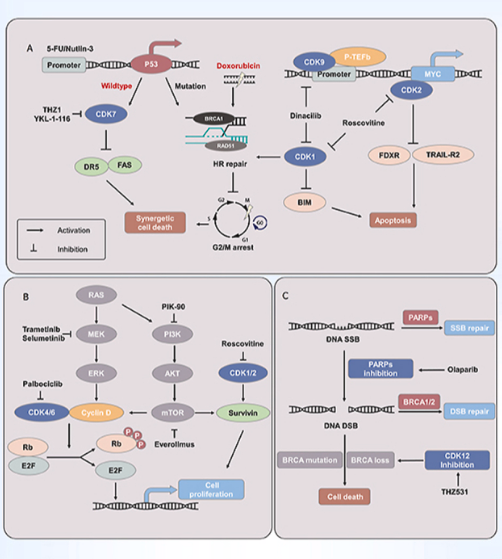 A
5-FU/Nutlin-3
Promoter
P53
Wildtype
Mutation
Doxorubicin
THZ1
YKL-1-116
CDK7
DR5
FAS
BRCA1
RAD51
HR repair
Synergetic
cell death
G2
M
S
G1
G0
G2/M arrest
Activation
Inhibition
CDK9
P-TEFb
Promoter
MYC
CDK2
Dinacilib
Roscovitine
CDK1
BIM
FDXR
TRAIL-R2
Apoptosis
B
RAS
PIK-90
Trametinib
Selumetinib
MEK
PI3K
Rescovitine
ERK
AKT
CDK1/2
Palbociclib
CDK4/6
Cyclin D
mTOR
Survivin
Everolimus
Rb
E2F
Rb
P
P
P
E2F
Cell
proliferation
C
PARPs
SSB repair
DNA SSB
PARPs
inhibition
Olaparib
BRCA1/2
DSB repair
DNA DSB
BRCA mutation
BRCA loss
CDK12
Inhibition
Cell death
THZ531